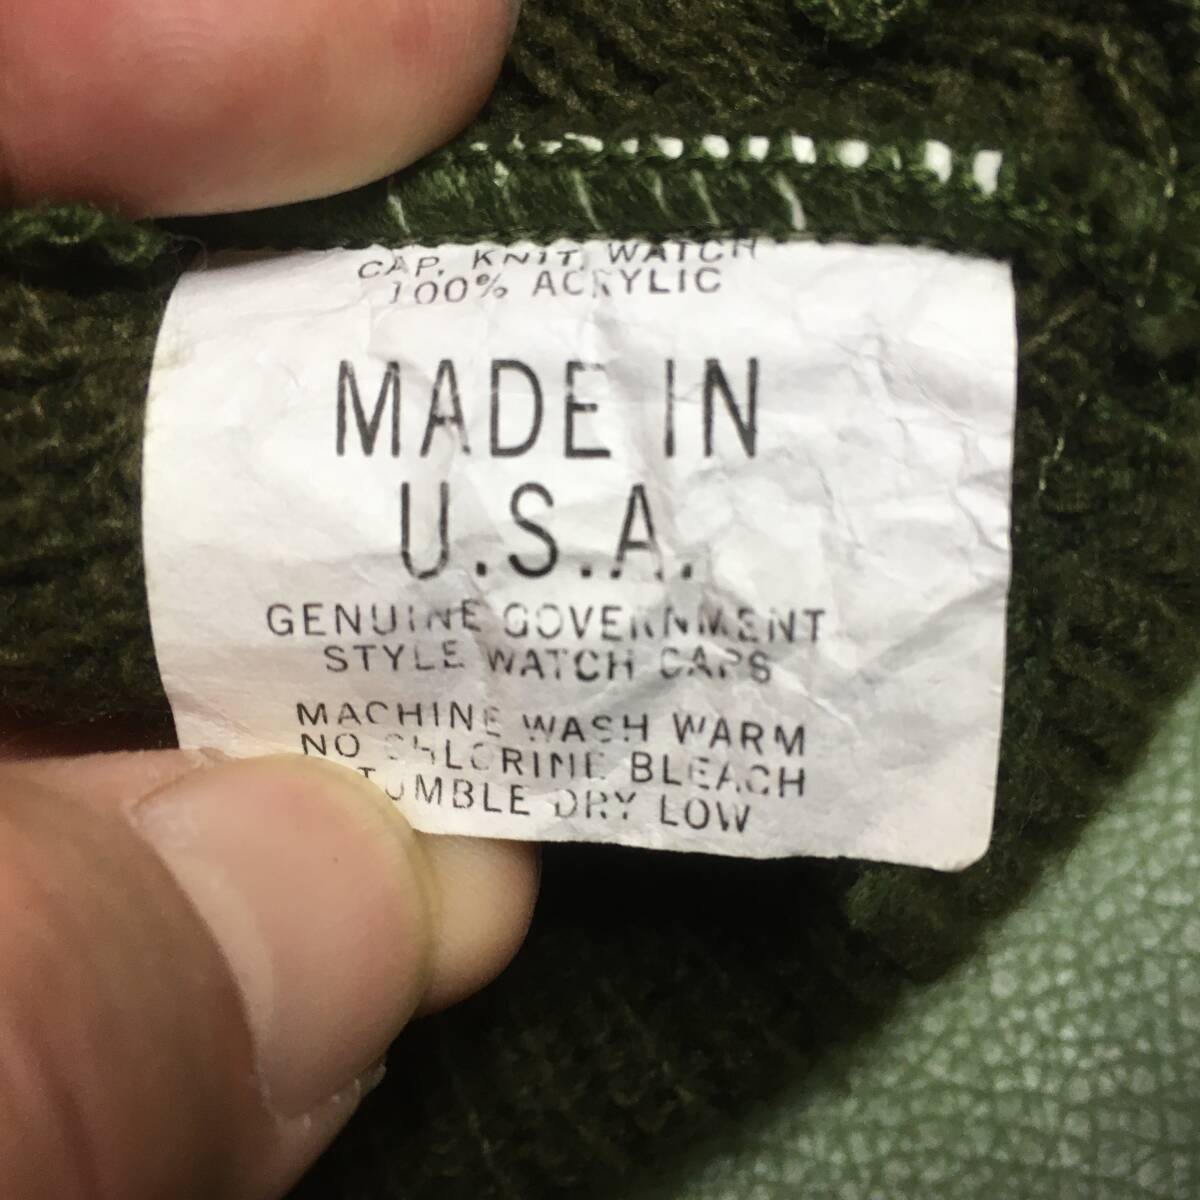 CAP, KNIT WATCH
100% ACRYLIC
MADE IN
U.S.A.
GENUINE GOVERNMENT
STYLE WATCH CAPS
MACHINE WASH WARM
NO CHLORINE BLEACH
TUMBLE DRY LOW